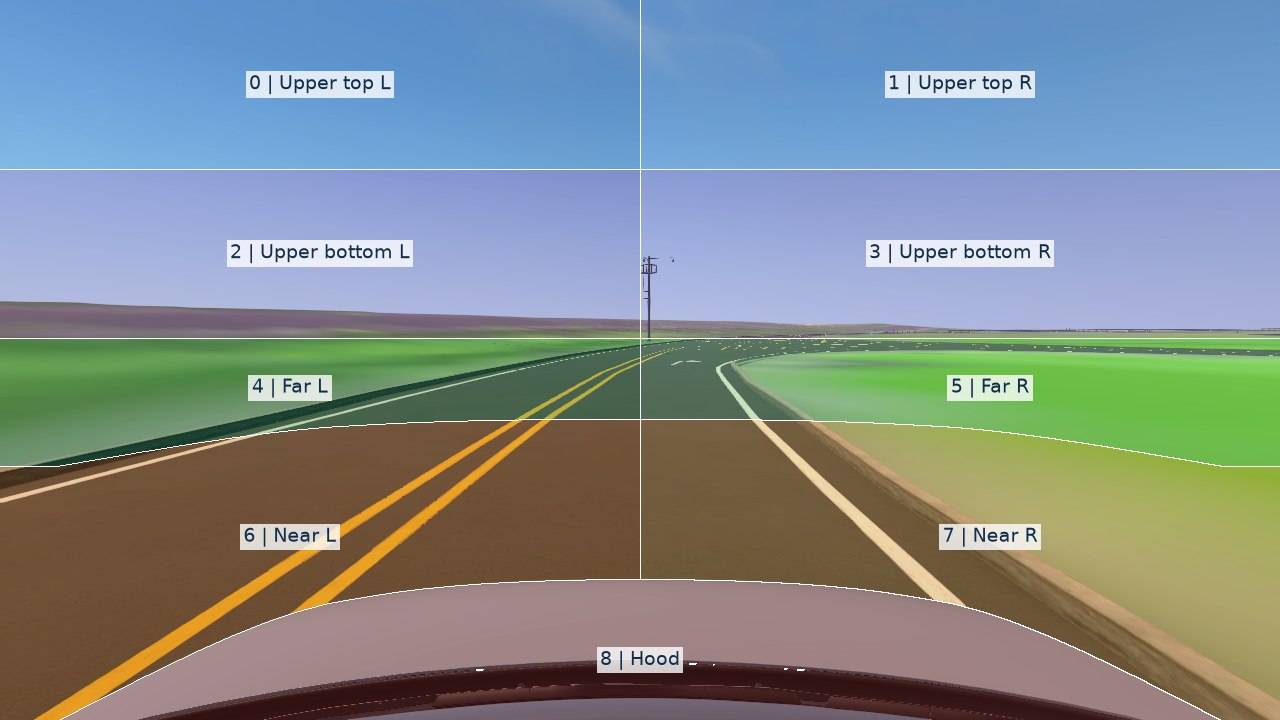 0 | Upper top L
1 | Upper top R
2 | Upper bottom L
3 | Upper bottom R
4 | Far L
5 | Far R
6 | Near L
7 | Near R
8 | Hood